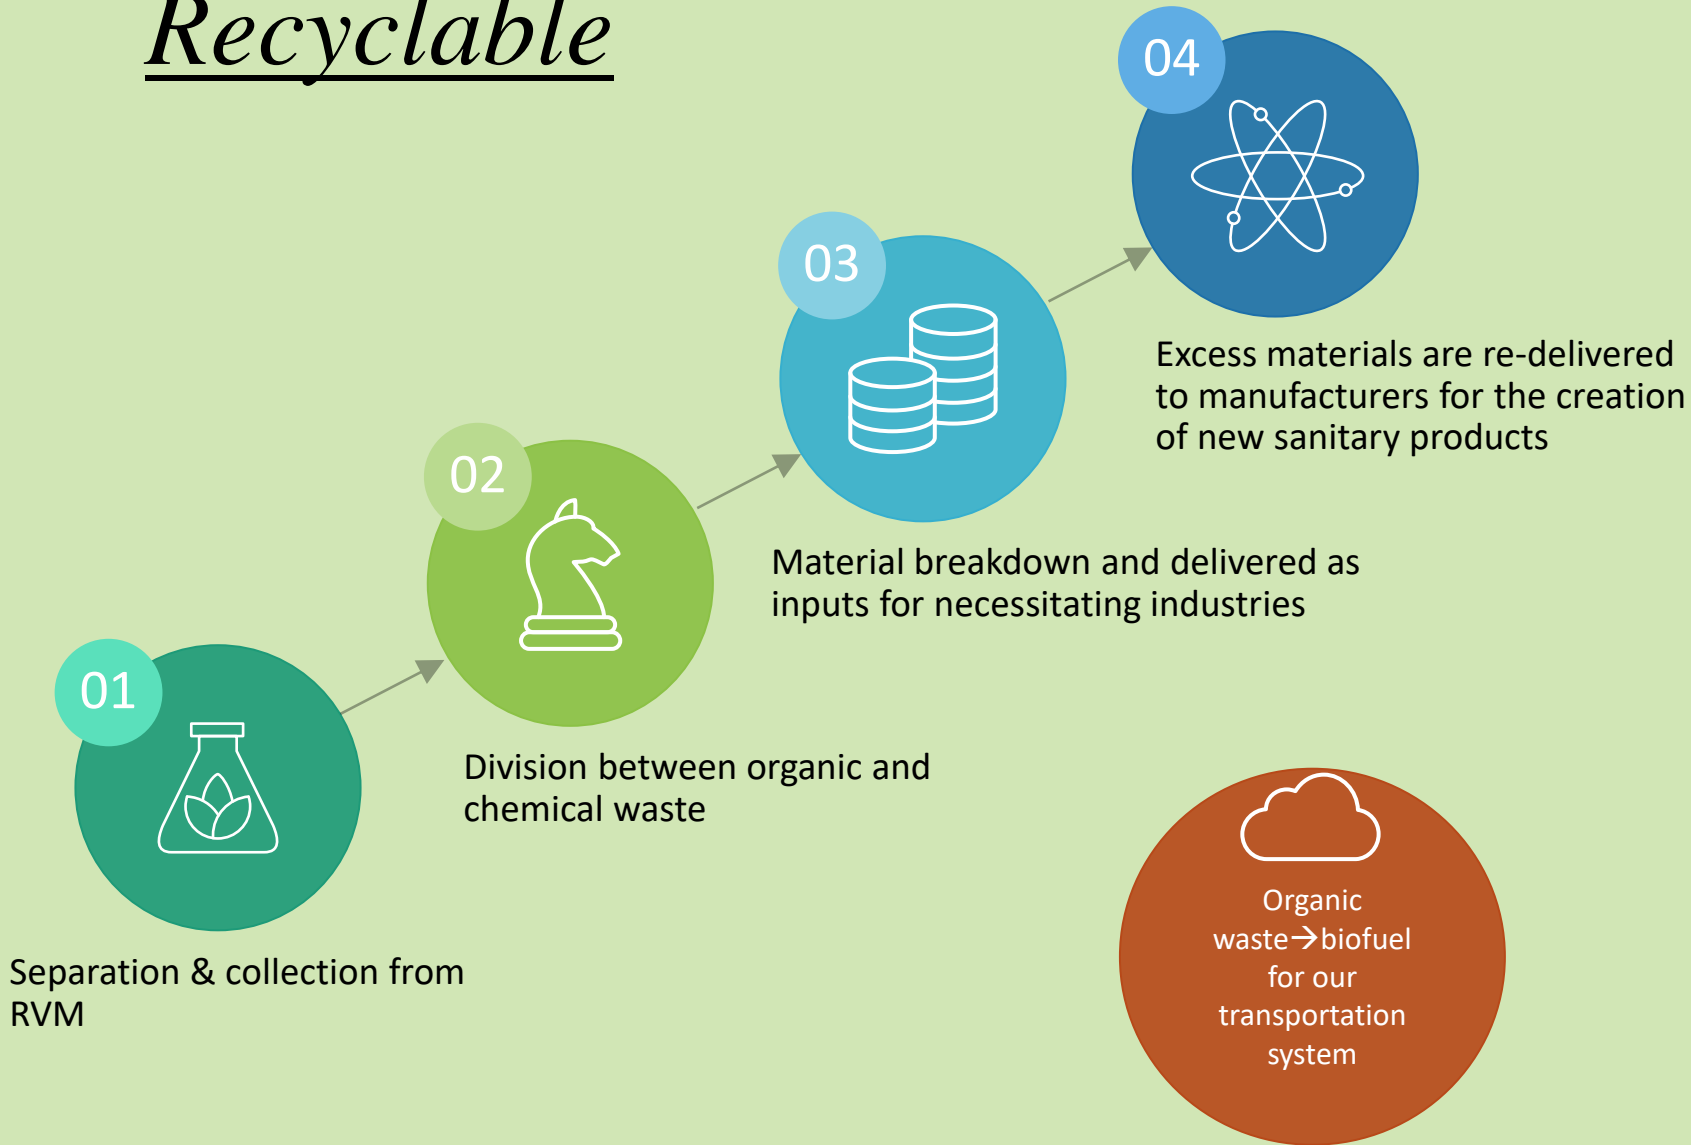 Recyclable
01
Separation & collection from
RVM
02
Division between organic and
chemical waste
03
Material breakdown and delivered as
inputs for necessitating industries
04
Excess materials are re-delivered
to manufacturers for the creation
of new sanitary products
Organic
waste→biofuel
for our
transportation
system